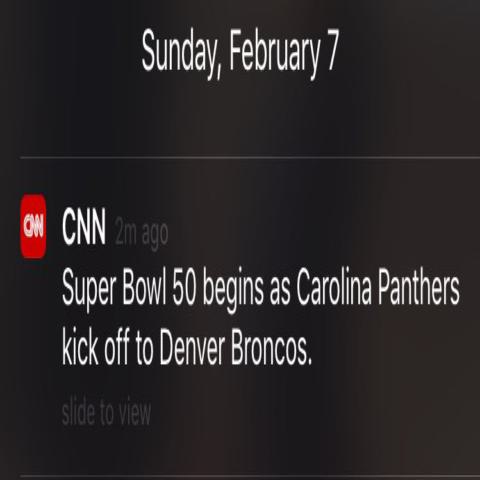 Sunday, February 7
CNN
CNN 2m ago
Super Bowl 50 begins as Carolina Panthers
kick off to Denver Broncos.
slide to view